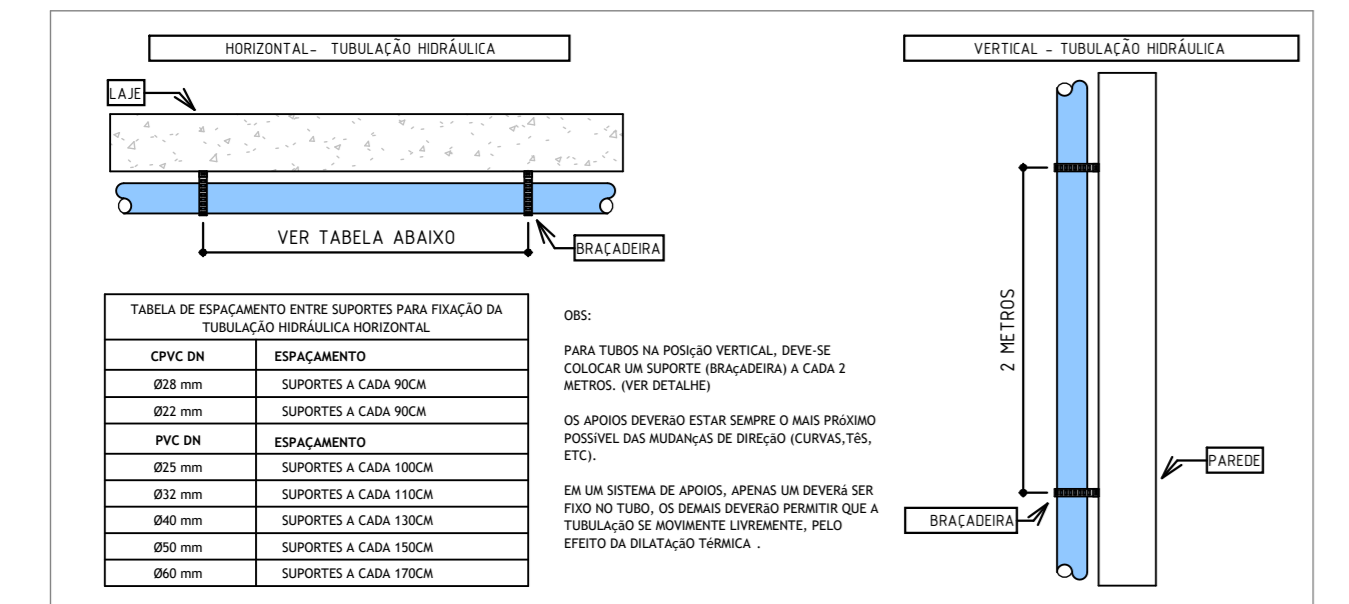 HORIZONTAL- TUBULAÇÃO HIDRÁULICA
LAJE
VER TABELA ABAIXO
BRAÇADEIRA
TABELA DE ESPAÇAMENTO ENTRE SUPORTES PARA FIXAÇÃO DA
TUBULAÇÃO HIDRÁULICA HORIZONTAL
CPVC DN ESPAÇAMENTO
Ø28 mm SUPORTES A CADA 90CM
Ø22 mm SUPORTES A CADA 90CM
PVC DN ESPAÇAMENTO
Ø25 mm SUPORTES A CADA 100CM
Ø32 mm SUPORTES A CADA 110CM
Ø40 mm SUPORTES A CADA 130CM
Ø50 mm SUPORTES A CADA 150CM
Ø60 mm SUPORTES A CADA 170CM
OBS:
PARA TUBOS NA POSIçãO VERTICAL, DEVE-SE
COLOCAR UM SUPORTE (BRAçADEIRA) A CADA 2
METROS. (VER DETALHE)
OS APOIOS DEVERãO ESTAR SEMPRE O MAIS PRóXIMO
POSSíVEL DAS MUDANçAS DE DIREçãO (CURVAS,TêS,
ETC).
EM UM SISTEMA DE APOIOS, APENAS UM DEVERá SER
FIXO NO TUBO, OS DEMAIS DEVERãO PERMITIR QUE A
TUBULAçãO SE MOVIMENTE LIVREMENTE, PELO
EFEITO DA DILATAçãO TéRMICA .
VERTICAL - TUBULAÇÃO HIDRÁULICA
2 METROS
PAREDE
BRAÇADEIRA